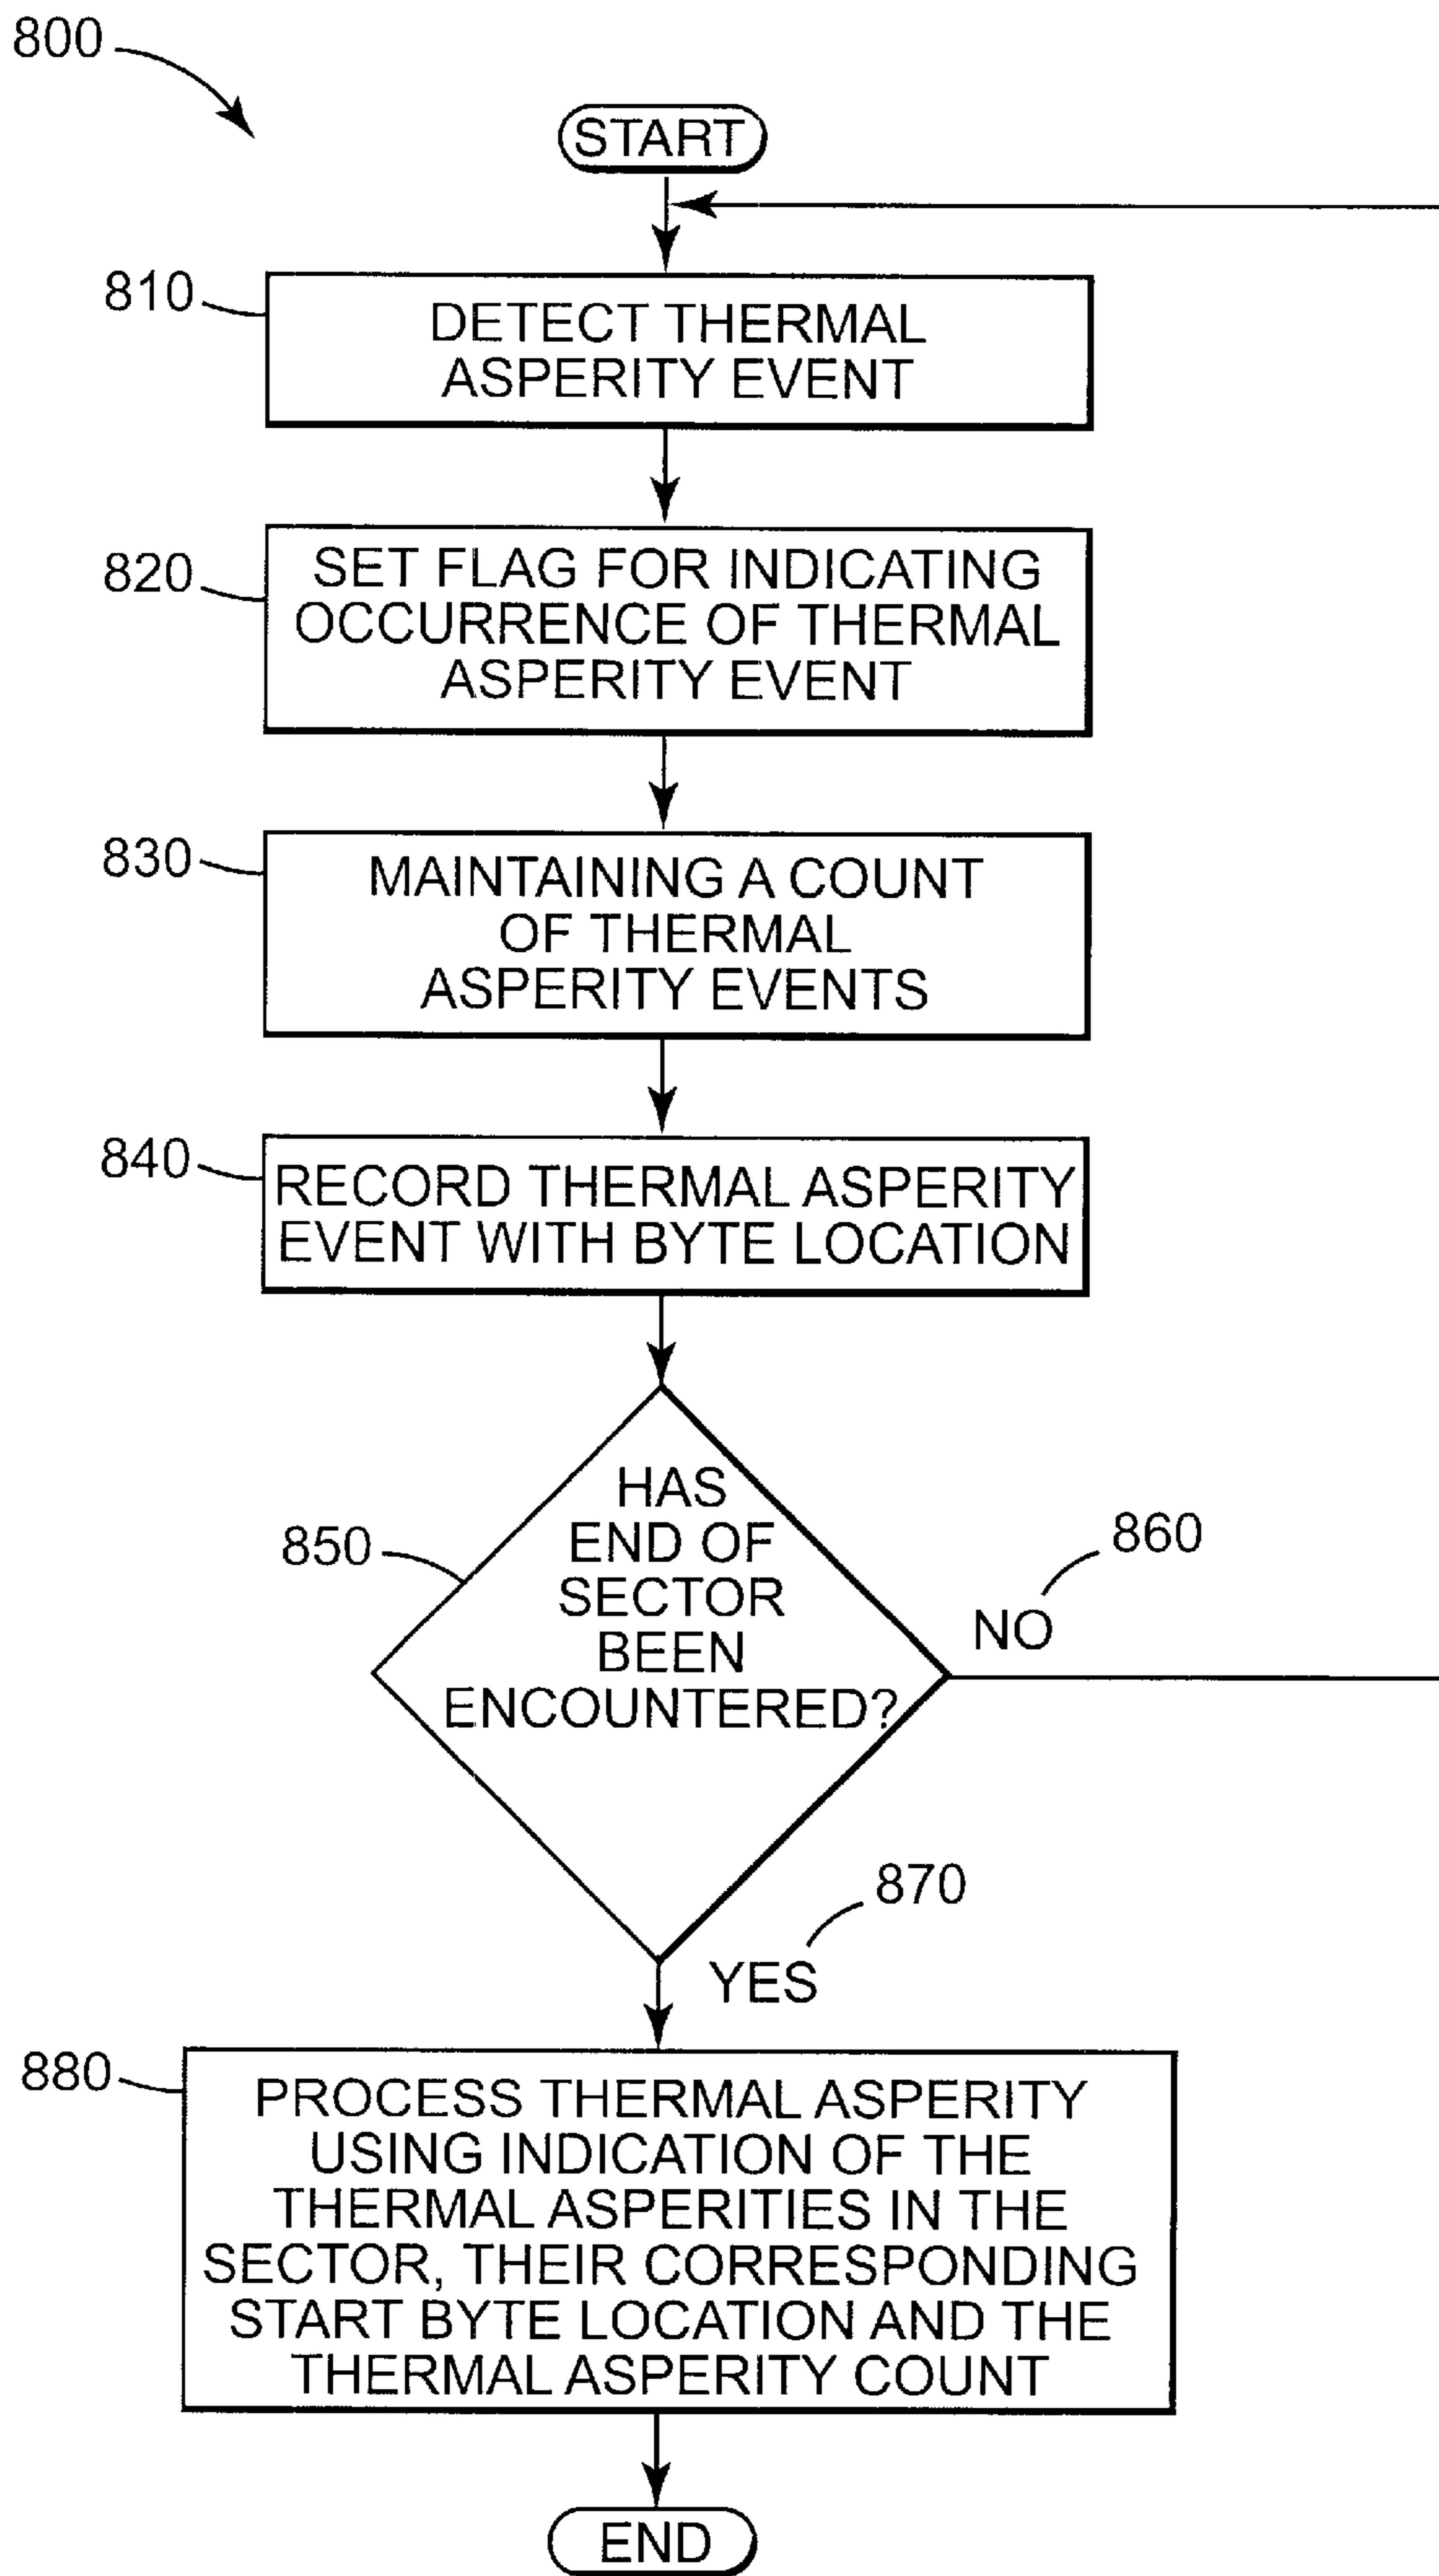 800
START
810
DETECT THERMAL
ASPERITY EVENT
820
SET FLAG FOR INDICATING
OCCURRENCE OF THERMAL
ASPERITY EVENT
830
MAINTAINING A COUNT
OF THERMAL
ASPERITY EVENTS
840
RECORD THERMAL ASPERITY
EVENT WITH BYTE LOCATION
850
HAS
END OF
SECTOR
BEEN
ENCOUNTERED?
860
NO
870
YES
880
PROCESS THERMAL ASPERITY
USING INDICATION OF THE
THERMAL ASPERITIES IN THE
SECTOR, THEIR CORRESPONDING
START BYTE LOCATION AND THE
THERMAL ASPERITY COUNT
END